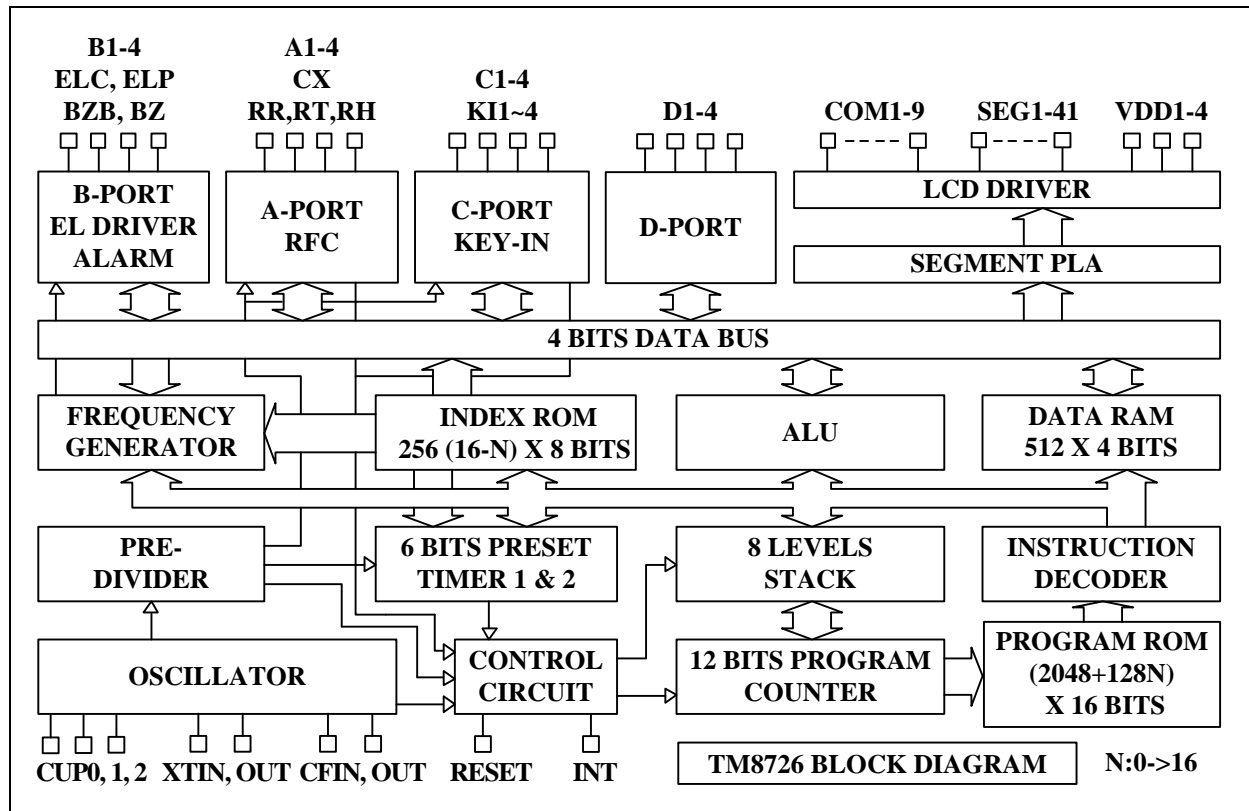 B1-4
ELC, ELP
BZB, BZ
A1-4
CX
RR,RT,RH
C1-4
KI1~4
D1-4
COM1-9
SEG1-41
VDD1-4
B-PORT
EL DRIVER
ALARM
A-PORT
RFC
C-PORT
KEY-IN
D-PORT
LCD DRIVER
SEGMENT PLA
4 BITS DATA BUS
FREQUENCY
GENERATOR
INDEX ROM
256 (16-N) X 8 BITS
ALU
DATA RAM
512 X 4 BITS
PRE-
DIVIDER
6 BITS PRESET
TIMER 1 & 2
8 LEVELS
STACK
INSTRUCTION
DECODER
OSCILLATOR
CONTROL
CIRCUIT
12 BITS PROGRAM
COUNTER
PROGRAM ROM
(2048+128N)
X 16 BITS
CUP0, 1, 2
XTIN, OUT
CFIN, OUT
RESET
INT
TM8726 BLOCK DIAGRAM
N:0->16